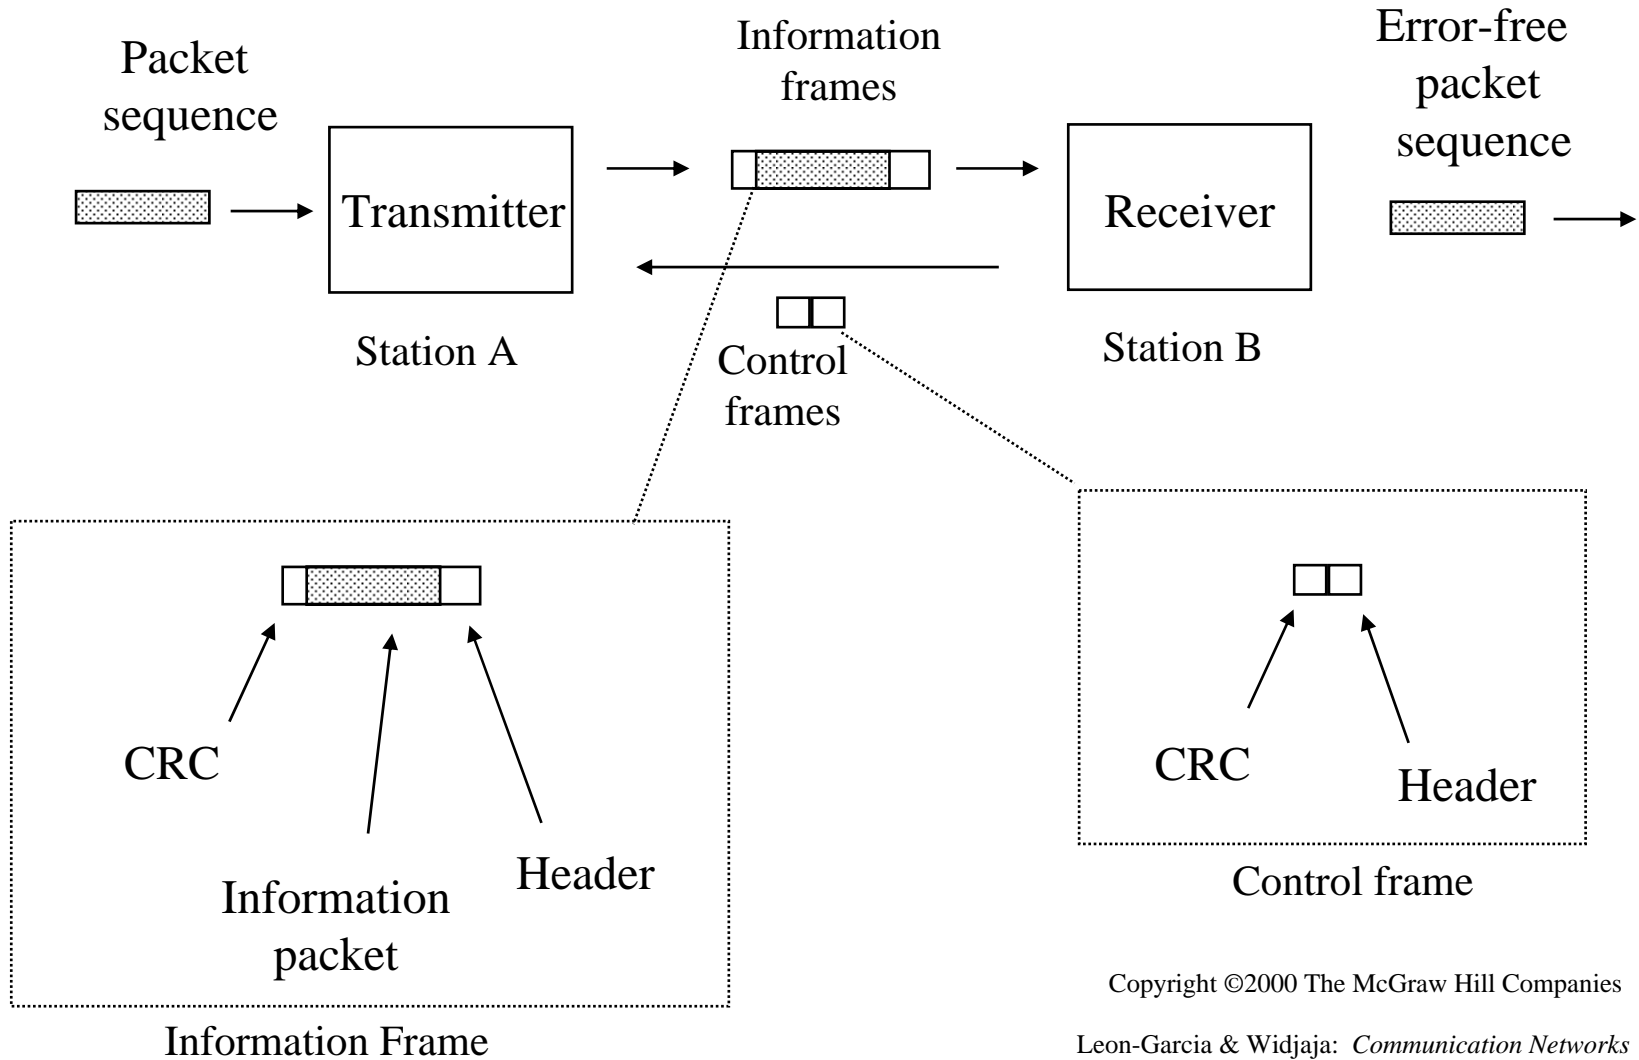 Packet
sequence
Information
frames
Error-free
packet
sequence
Transmitter
Receiver
Station A
Control
frames
Station B
CRC
Information
packet
Header
Information Frame
CRC
Header
Control frame
Copyright ©2000 The McGraw Hill Companies
Leon-Garcia & Widjaja: Communication Networks